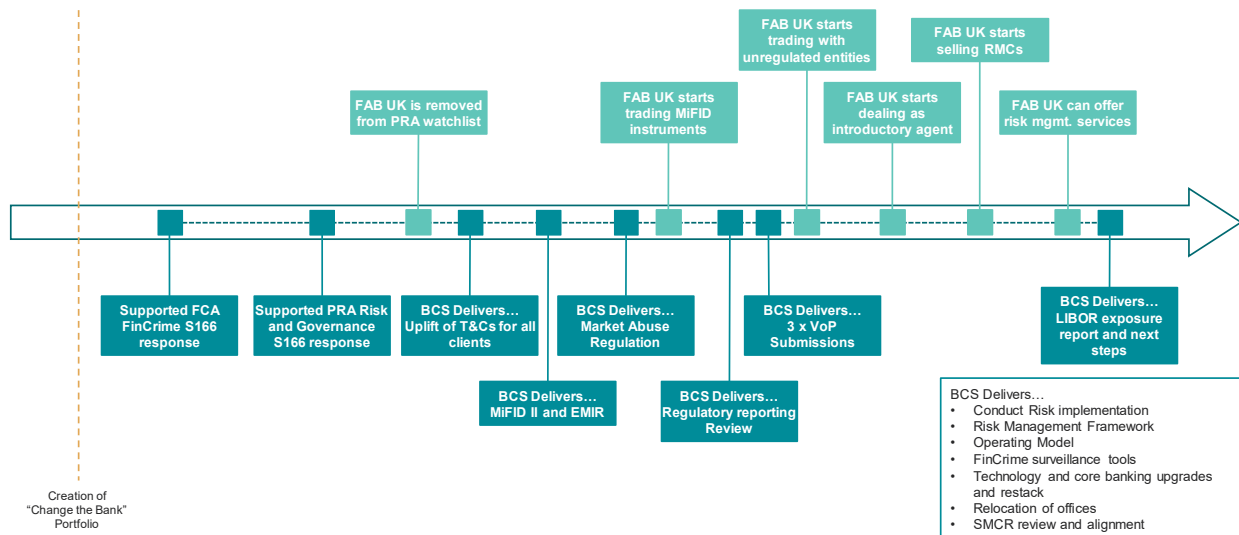 FAB UK starts
trading with
unregulated entities
FAB UK starts
selling RMCs
FAB UK is removed
from PRA watchlist
FAB UK starts
trading MiFID
instruments
FAB UK starts
dealing as
introductory agent
FAB UK can offer
risk mgmt. services
Supported FCA
FinCrime S166
response
Supported PRA Risk
and Governance
S166 response
BCS Delivers…
Uplift of T&Cs for all
clients
BCS Delivers…
Market Abuse
Regulation
BCS Delivers…
3 x VoP
Submissions
BCS Delivers…
LIBOR exposure
report and next
steps
BCS Delivers…
MiFID II and EMIR
BCS Delivers…
Regulatory reporting
Review
BCS Delivers…
• Conduct Risk implementation
• Risk Management Framework
• Operating Model
• FinCrime surveillance tools
• Technology and core banking upgrades
and restack
• Relocation of offices
• SMCR review and alignment
Creation of
“Change the Bank”
Portfolio